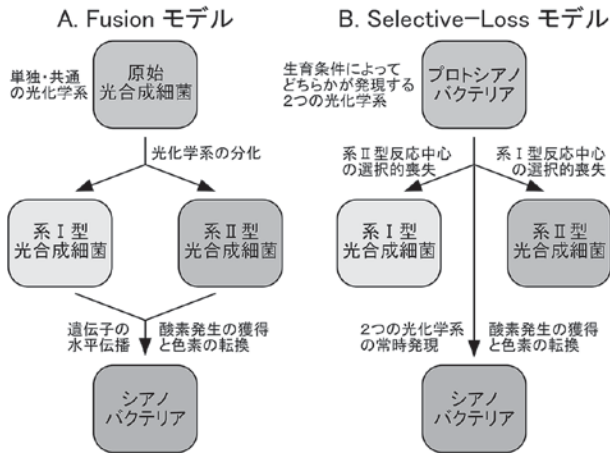 A. Fusion モデル
単独・共通
の光化学系
原始
光合成細菌
光化学系の分化
系Ⅰ型
光合成細菌
系Ⅱ型
光合成細菌
遺伝子の
水平伝播
酸素発生の獲得
と色素の転換
シアノ
バクテリア
B. Selective-Loss モデル
生育条件によって
どちらかが発現する
2つの光化学系
プロトシアノ
バクテリア
系Ⅱ型反応中心
の選択的喪失
系Ⅰ型反応中心
の選択的喪失
系Ⅰ型
光合成細菌
系Ⅱ型
光合成細菌
2つの光化学系
の常時発現
酸素発生の獲得
と色素の転換
シアノ
バクテリア